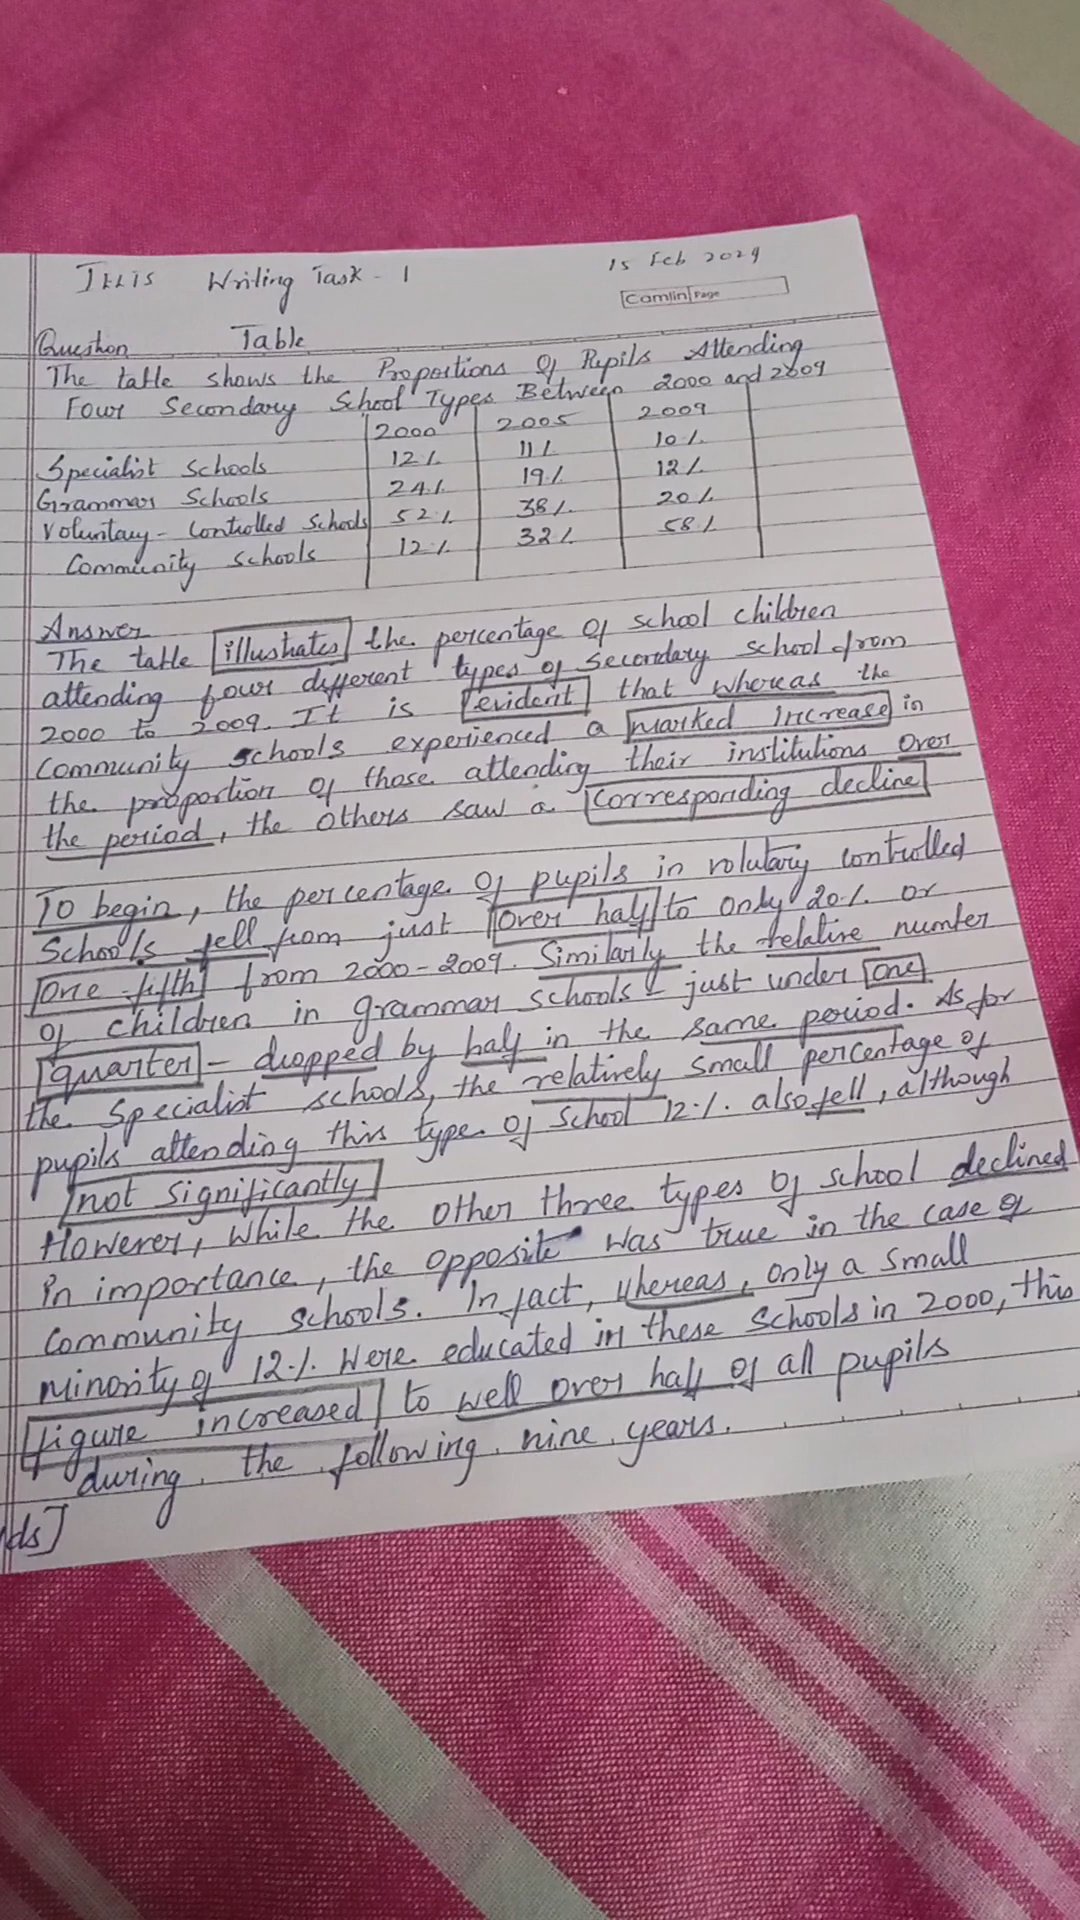 IELTS Writing Task - 1
15 Feb 2024
Camlin Page
Question Table
The table shows the Proportions Of Pupils Attending
Four Secondary School Types Between 2000 and 2009
2000 2005 2009
Specialist Schools 12% 11% 10%
Grammar Schools 24% 19% 12%
Voluntary - Controlled Schools 52% 38% 20%
Community Schools 12% 32% 58%
Answer
The table illustrates the percentage of school children
attending four different types of Secondary school from
2000 to 2009. It is evident that whereas the
Community schools experienced a marked increase in
the proportion of those attending their institutions over
the period, the others saw a corresponding decline
To begin, the percentage of pupils in volutary controlled
Schools fell from just over half to only 20% or
one-fifth from 2000-2009. Similarly the relative number
of children in grammar schools - just under one
quarter - dropped by half in the same period. As for
the Specialist schools, the relatively small percentage of
pupils attending this type of School 12% also fell, although
not significantly
However, while the other three types of school declined
in importance, the opposite was true in the case of
Community schools. In fact, whereas, only a small
minority of 12% Were educated in these Schools in 2000, this
figure increased to well over half of all pupils
during the following nine years.
ds]